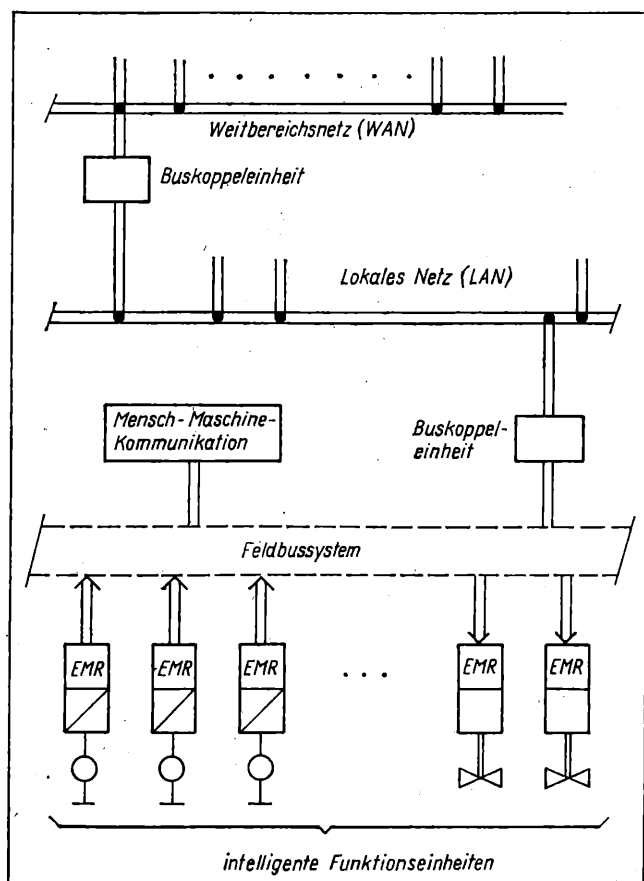 Weitbereichsnetz (WAN)
Buskoppeleinheit
Lokales Netz (LAN)
Mensch-Maschine-
Kommunikation
Buskoppel-
einheit
Feldbussystem
EMR EMR EMR EMR EMR
intelligente Funktionseinheiten